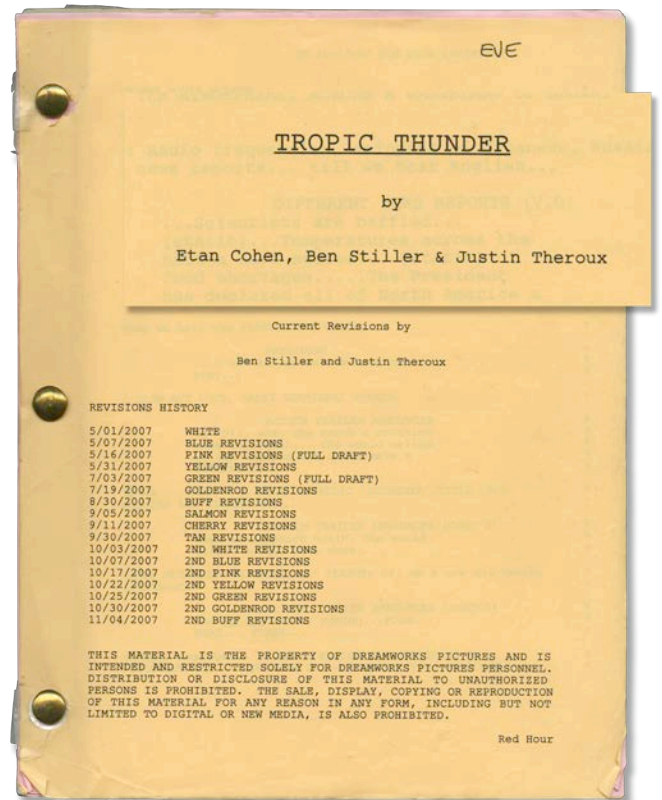 EVE
TROPIC THUNDER
by
Etan Cohen, Ben Stiller & Justin Theroux
Current Revisions by
Ben Stiller and Justin Theroux
REVISIONS HISTORY
5/01/2007 WHITE
5/07/2007 BLUE REVISIONS
5/16/2007 PINK REVISIONS (FULL DRAFT)
5/31/2007 YELLOW REVISIONS
7/03/2007 GREEN REVISIONS (FULL DRAFT)
7/19/2007 GOLDENROD REVISIONS
8/30/2007 BUFF REVISIONS
9/05/2007 SALMON REVISIONS
9/11/2007 CHERRY REVISIONS
9/30/2007 TAN REVISIONS
10/03/2007 2ND WHITE REVISIONS
10/07/2007 2ND BLUE REVISIONS
10/17/2007 2ND PINK REVISIONS
10/22/2007 2ND YELLOW REVISIONS
10/25/2007 2ND GREEN REVISIONS
10/30/2007 2ND GOLDENROD REVISIONS
11/04/2007 2ND BUFF REVISIONS
THIS MATERIAL IS THE PROPERTY OF DREAMWORKS PICTURES AND IS
INTENDED AND RESTRICTED SOLELY FOR DREAMWORKS PICTURES PERSONNEL.
DISTRIBUTION OR DISCLOSURE OF THIS MATERIAL TO UNAUTHORIZED
PERSONS IS PROHIBITED. THE SALE, DISPLAY, COPYING OR REPRODUCTION
OF THIS MATERIAL FOR ANY REASON IN ANY FORM, INCLUDING BUT NOT
LIMITED TO DIGITAL OR NEW MEDIA, IS ALSO PROHIBITED.
Red Hour